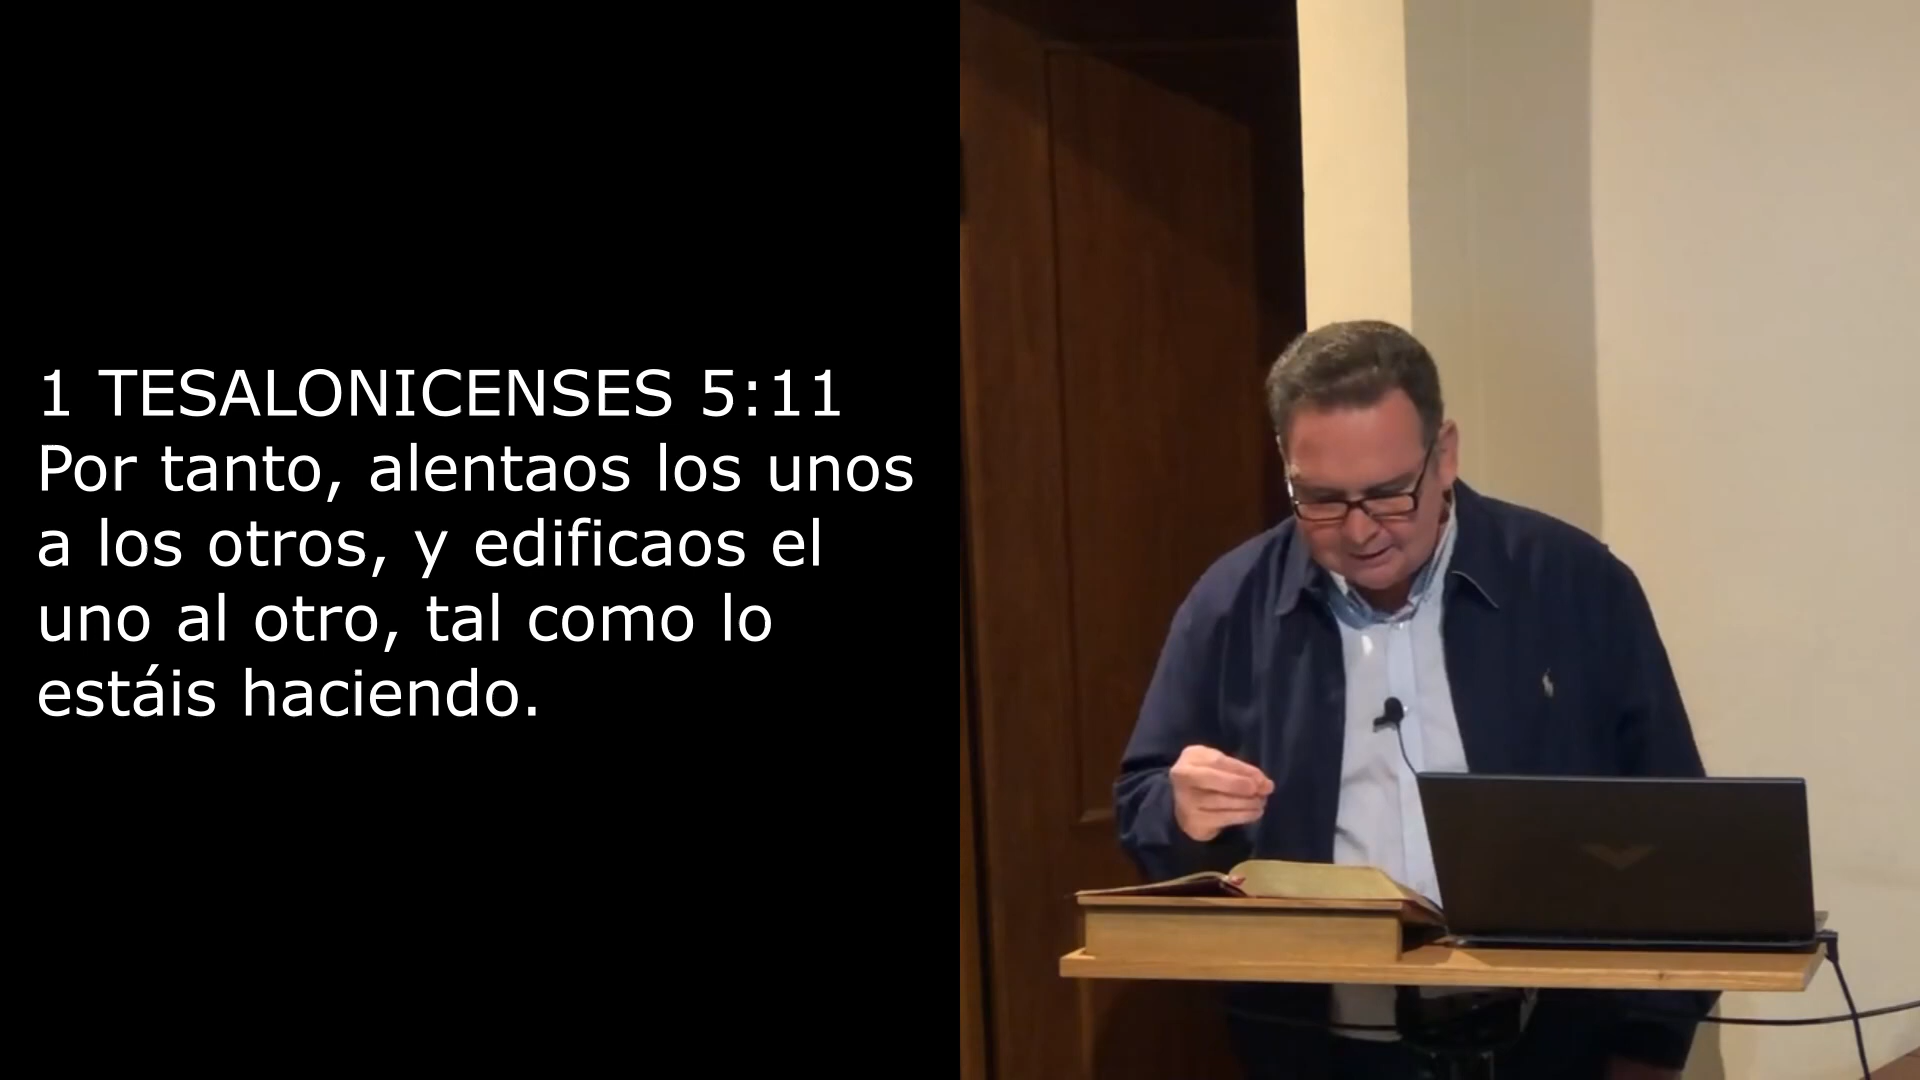 1 TESALONICENSES 5:11
Por tanto, alentaos los unos
a los otros, y edificaos el
uno al otro, tal como lo
estáis haciendo.